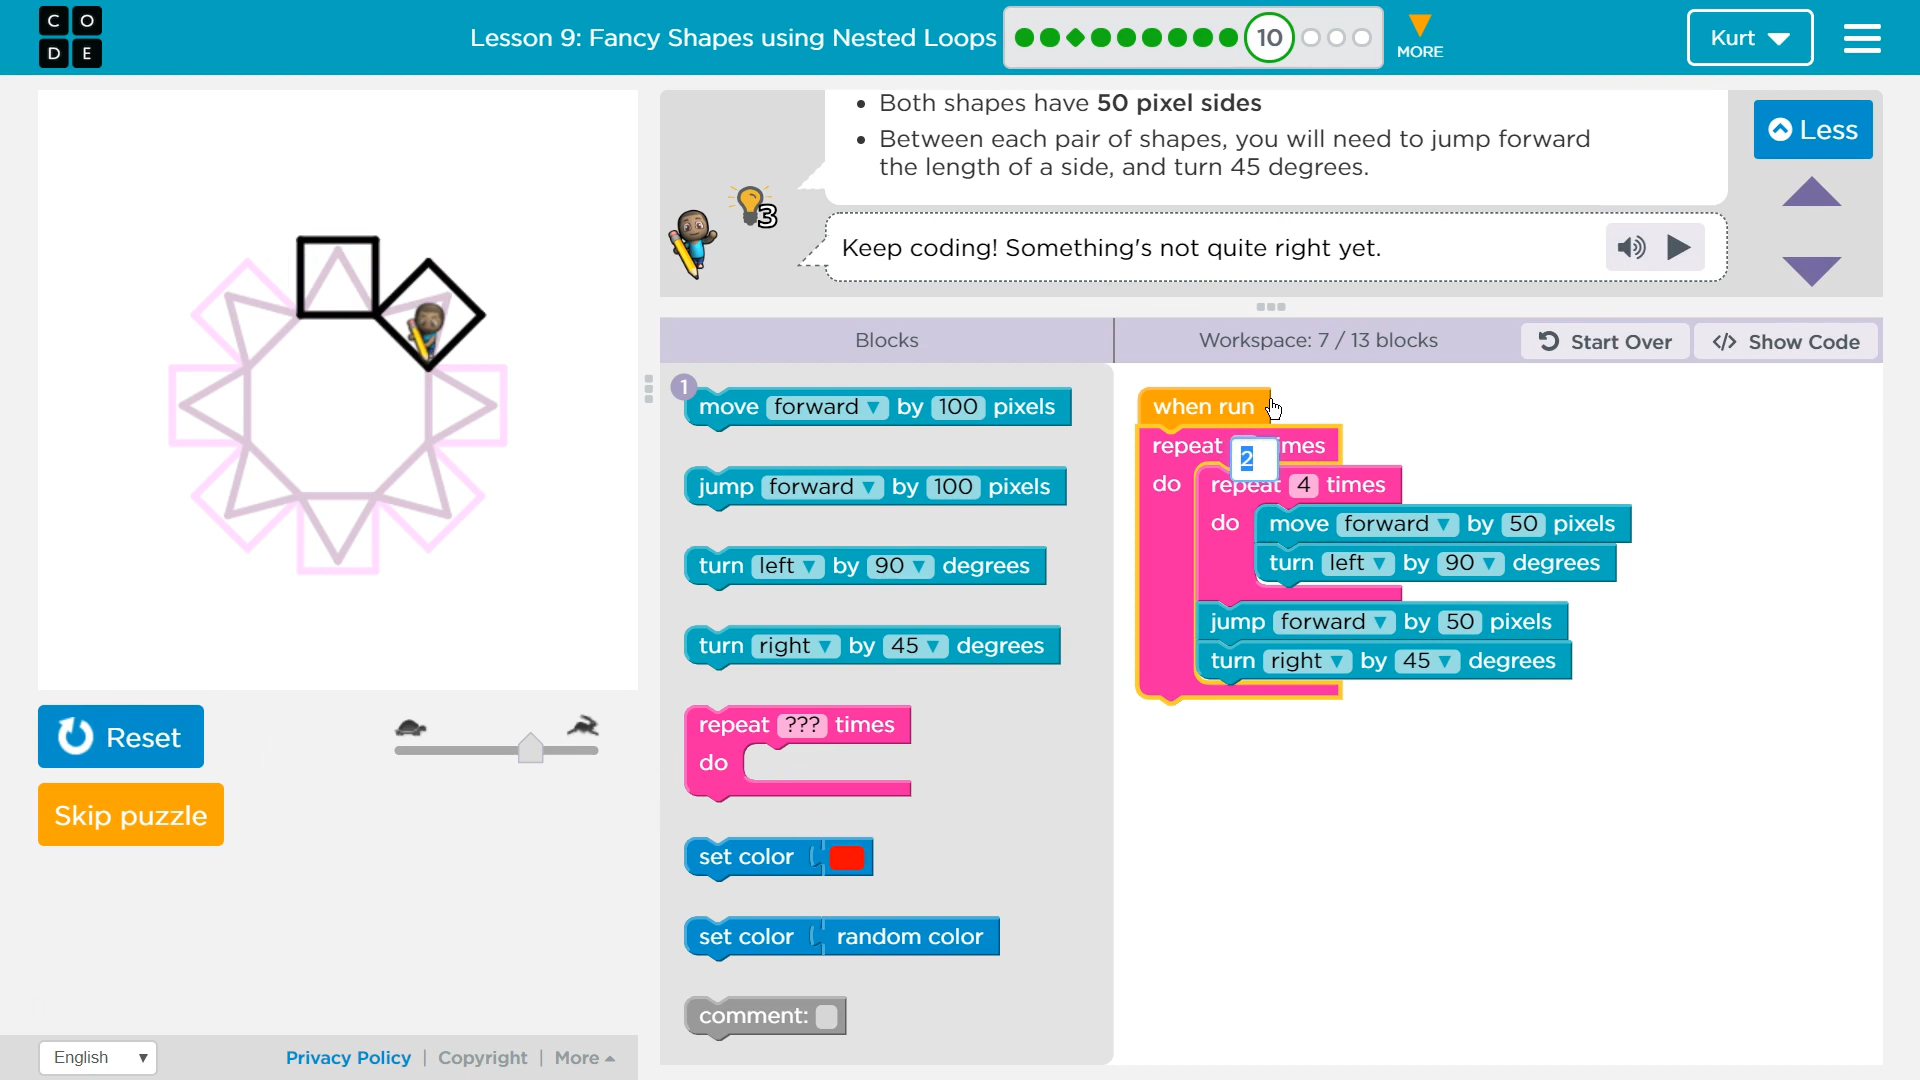 C O
D E
Lesson 9: Fancy Shapes using Nested Loops
10
MORE
Kurt
Both shapes have 50 pixel sides
Between each pair of shapes, you will need to jump forward
the length of a side, and turn 45 degrees.
Less
3
Keep coding! Something's not quite right yet.
Blocks
Workspace: 7 / 13 blocks
Start Over
</> Show Code
1
move forward ▼ by 100 pixels
jump forward ▼ by 100 pixels
turn left ▼ by 90 ▼ degrees
turn right ▼ by 45 ▼ degrees
repeat ??? times
do
set color
set color random color
comment:
when run
repeat 2 times
do
repeat 4 times
do
move forward ▼ by 50 pixels
turn left ▼ by 90 ▼ degrees
jump forward ▼ by 50 pixels
turn right ▼ by 45 ▼ degrees
Reset
Skip puzzle
English ▼
Privacy Policy | Copyright | More